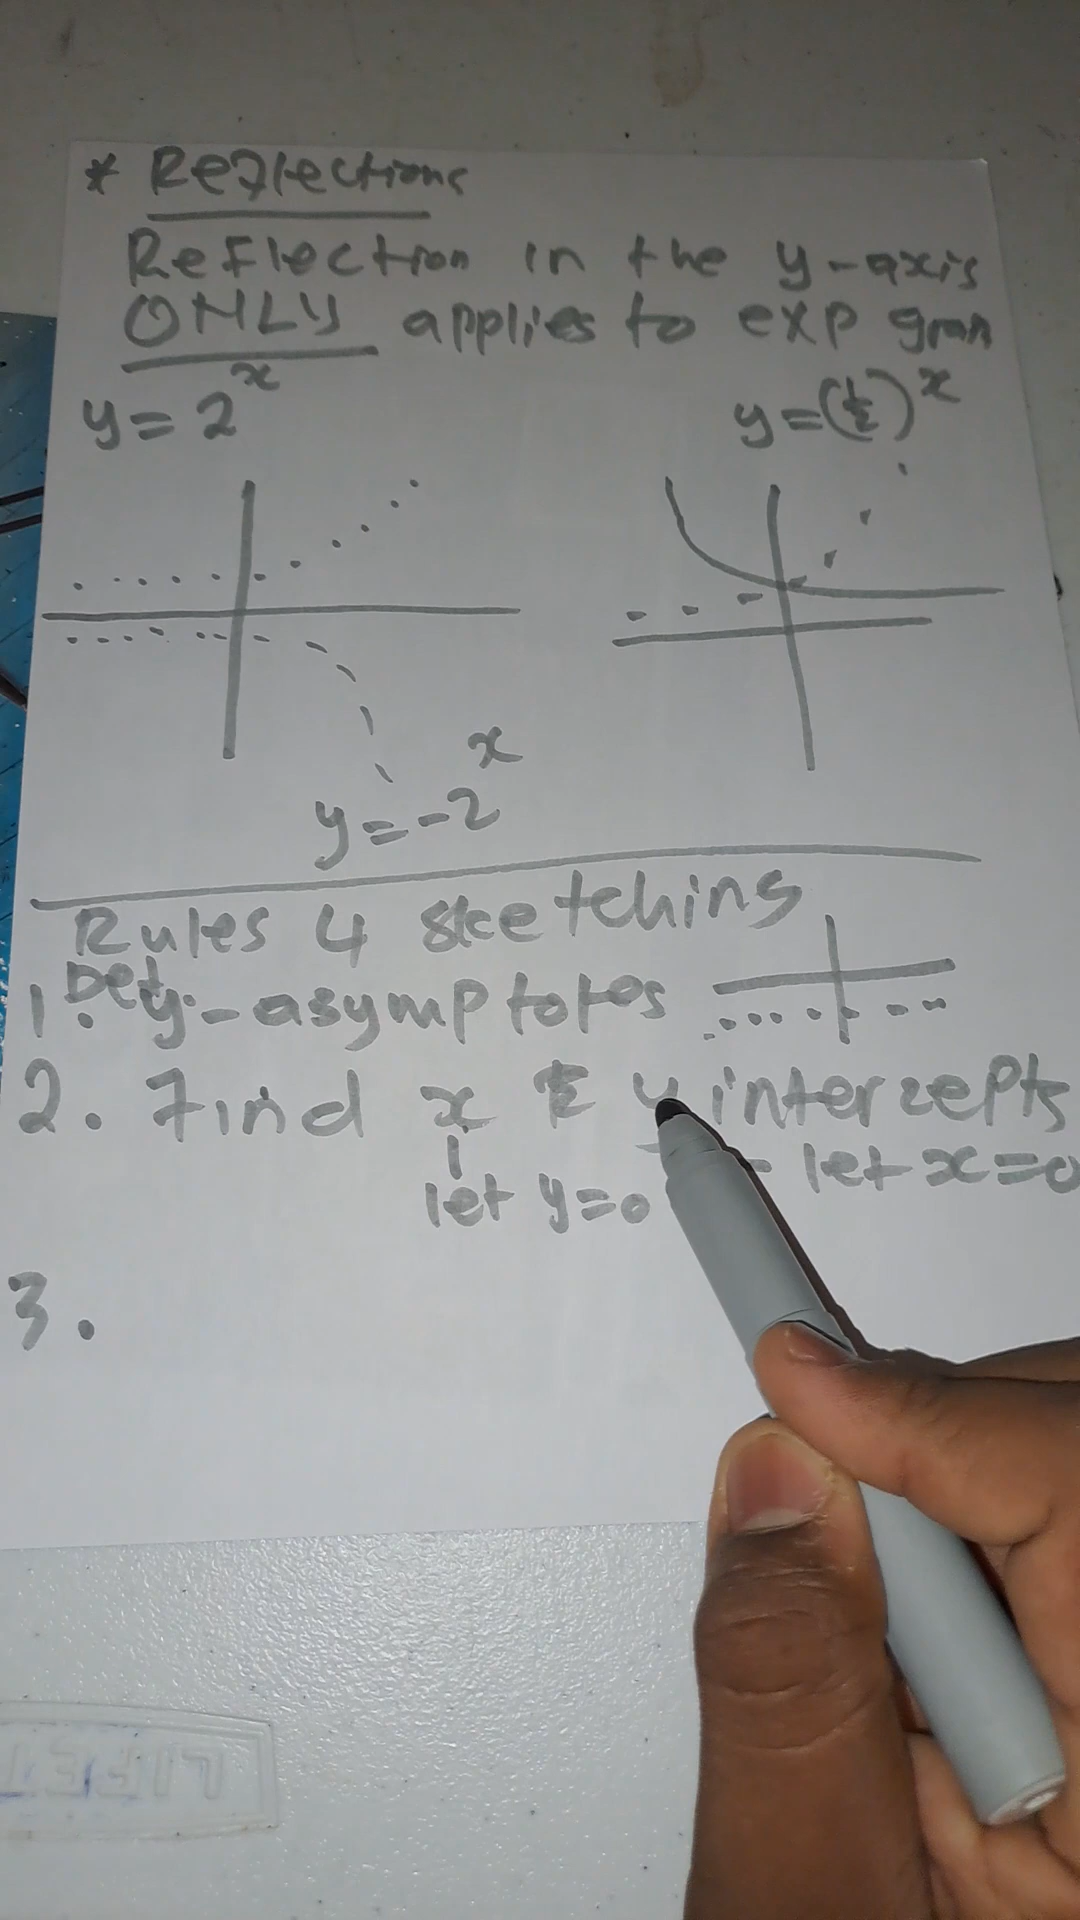 * Reflections
Reflection in the y-axis
ONLY applies to exp grap
y = 2^x
y = (1/2)^x
y = -2^x
Rules 4 sketching
1. Det y-asymptotes
2. Find x & y intercepts
let y=0 - let x=0
3.